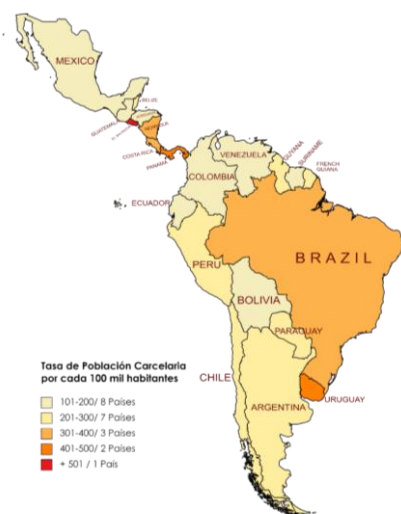 MEXICO
BELIZE
GUATEMALA
COSTA RICA
PANAMA
VENEZUELA
GUYANA
SURINAME
FRENCH
GUIANA
COLOMBIA
ECUADOR
PERU
BRAZIL
BOLIVIA
PARAGUAY
CHILE
URUGUAY
ARGENTINA
Tasa de Población Carcelaria
por cada 100 mil habitantes
101-200/ 8 Países
201-300/ 7 Países
301-400/ 3 Países
401-500/ 2 Países
+ 501 / 1 País